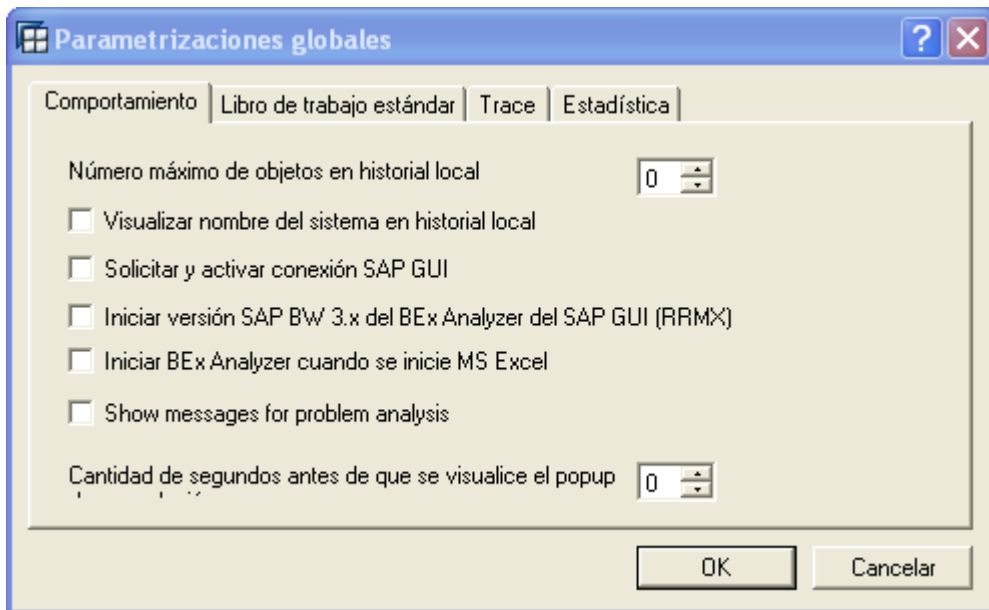 Parametrizaciones globales
Comportamiento Libro de trabajo estándar Trace Estadística
Número máximo de objetos en historial local 0
Visualizar nombre del sistema en historial local
Solicitar y activar conexión SAP GUI
Iniciar versión SAP BW 3.x del BEx Analyzer del SAP GUI (RRMX)
Iniciar BEx Analyzer cuando se inicie MS Excel
Show messages for problem analysis
Cantidad de segundos antes de que se visualice el popup 0
OK Cancelar